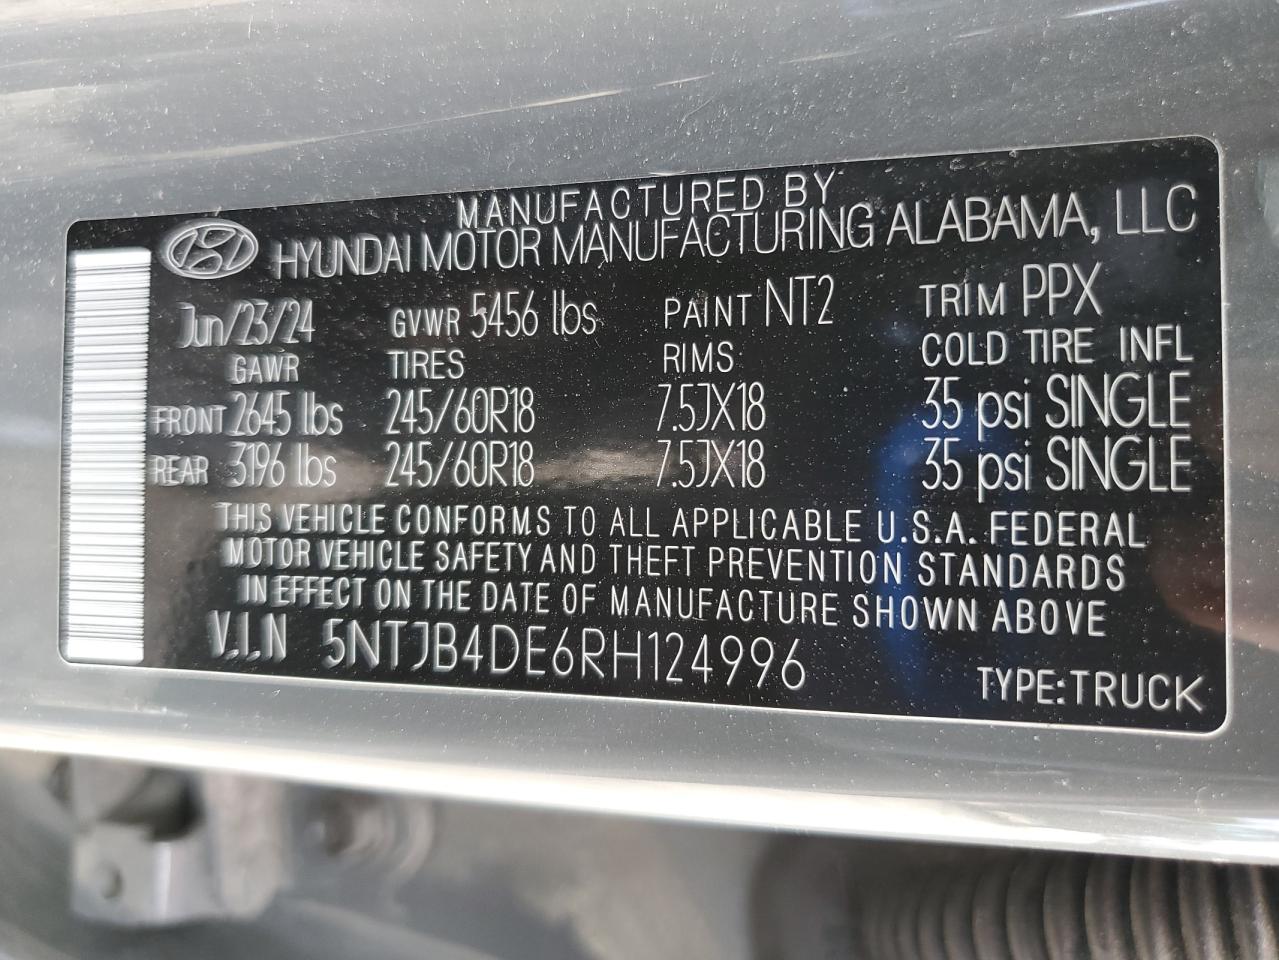 MANUFACTURED BY
HYUNDAI MOTOR MANUFACTURING ALABAMA, LLC
Jun/23/24 GVWR 5456 lbs PAINT NT2 TRIM PPX
GAWR TIRES RIMS COLD TIRE INFL
FRONT 2645 lbs 245/60R18 7.5JX18 35 psi SINGLE
REAR 3196 lbs 245/60R18 7.5JX18 35 psi SINGLE
THIS VEHICLE CONFORMS TO ALL APPLICABLE U.S.A. FEDERAL
MOTOR VEHICLE SAFETY AND THEFT PREVENTION STANDARDS
IN EFFECT ON THE DATE OF MANUFACTURE SHOWN ABOVE
V.I.N 5NTJB4DE6RH124996 TYPE:TRUCK